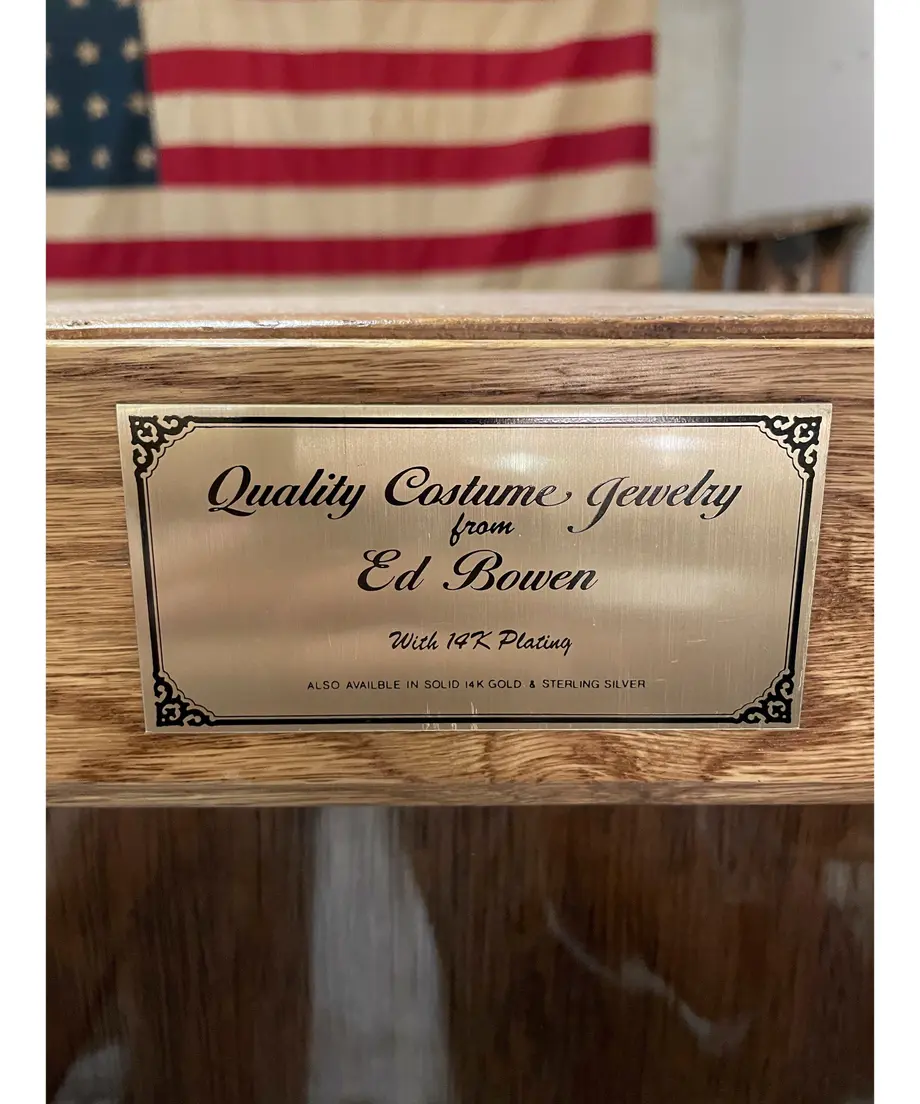 Quality Costume Jewelry
from
Ed Bowen
With 14K Plating
ALSO AVAILBLE IN SOLID 14K GOLD & STERLING SILVER